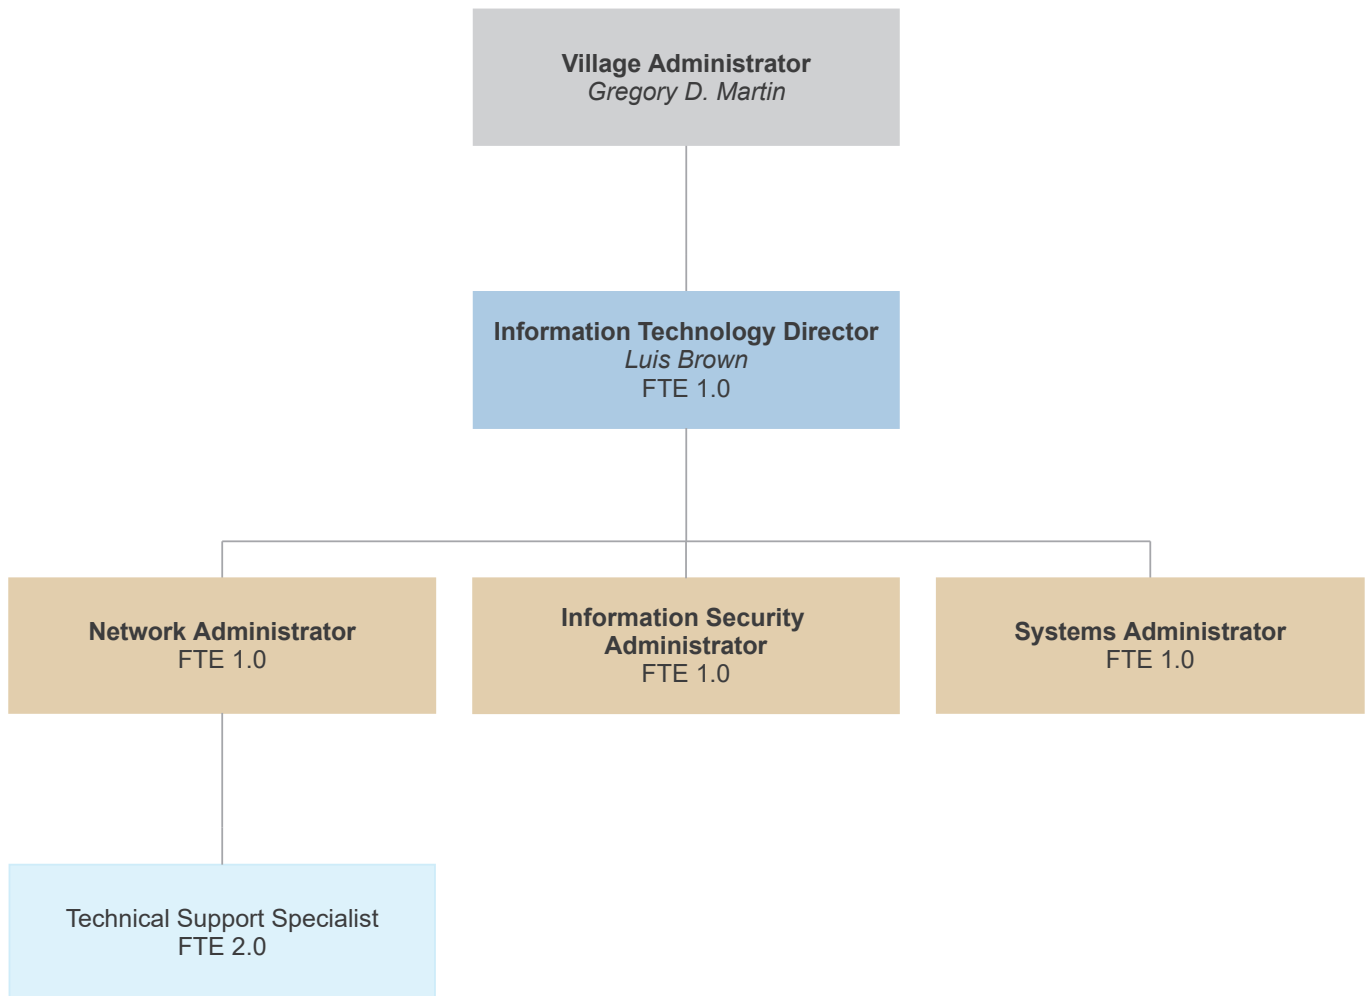 Village Administrator
Gregory D. Martin
Information Technology Director
Luis Brown
FTE 1.0
Network Administrator
FTE 1.0
Information Security
Administrator
FTE 1.0
Systems Administrator
FTE 1.0
Technical Support Specialist
FTE 2.0